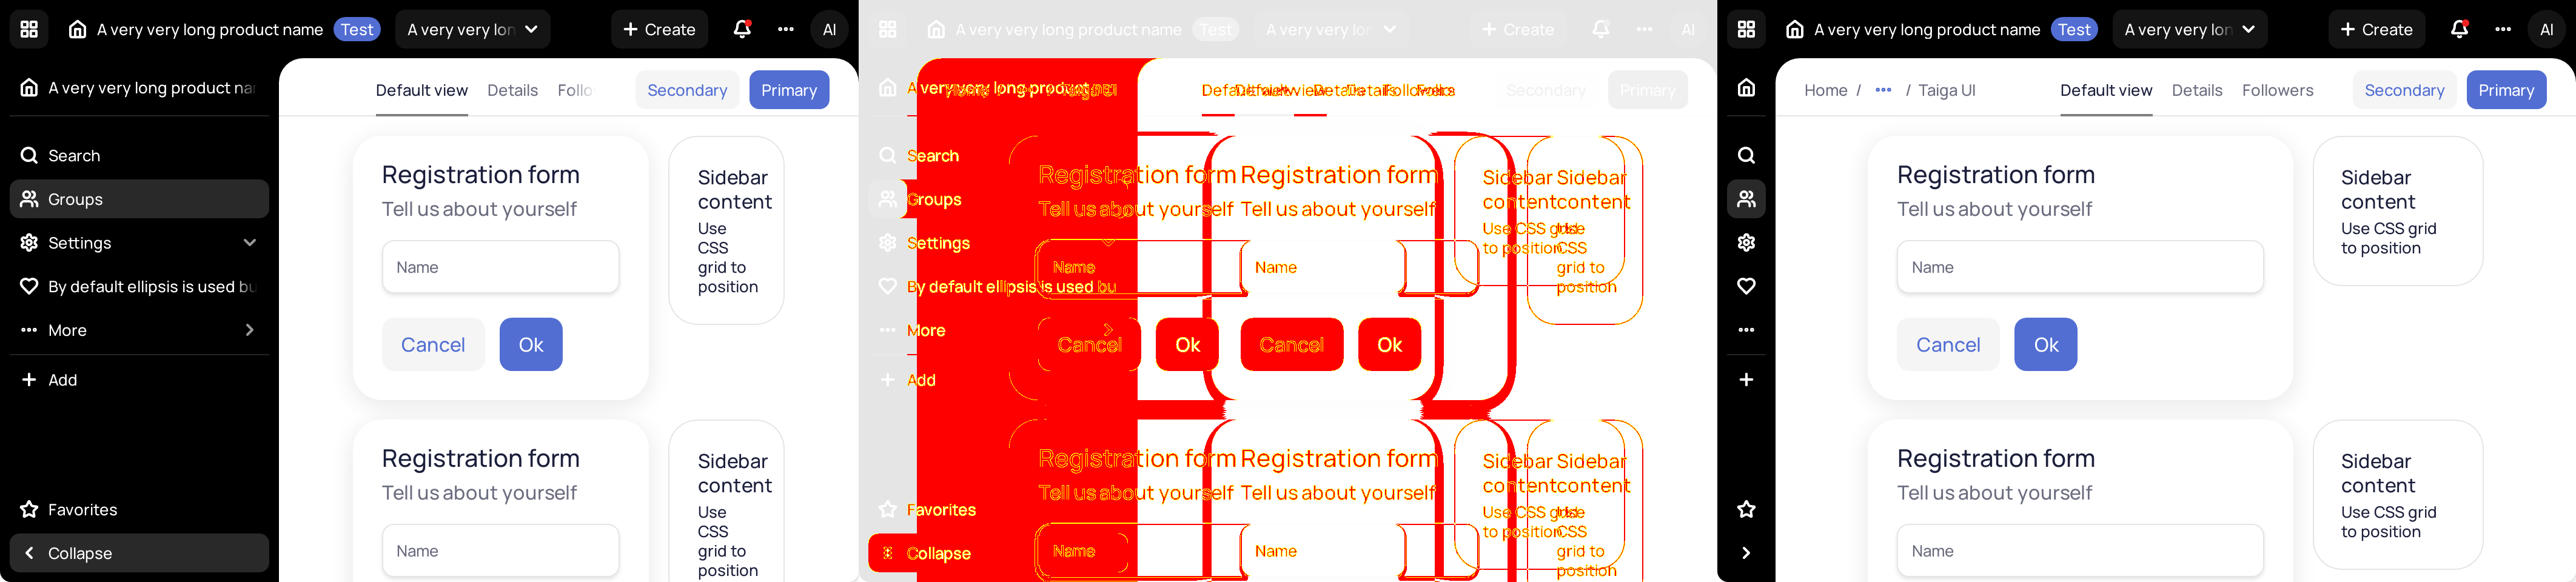 A very very long product name Test A very very lon Create AI
A very very long product nar
Default view Details Follo Secondary Primary
Search
Groups
Settings
By default ellipsis is used bu
More
Add
Favorites
Collapse
Registration form
Tell us about yourself
Name
Cancel Ok
Sidebar
content
Use
CSS
grid to
position
Registration form
Tell us about yourself
Name
Sidebar
content
Use
CSS
grid to
position
A very very long product name Test A very very lon Create AI
A very very long product
Secondary Primary
Search
Groups
Settings
By default ellipsis is used bu
More
Add
Favorites
Collapse
Registration form Registration form
Tell us about yourself Tell us about yourself
Name Name
Cancel Ok Cancel Ok
Sidebar Sidebar
content content
Use CSS grid Use
to position CSS
grid to
position
Registration form Registration form
Tell us about yourself Tell us about yourself
Name Name
Sidebar Sidebar
content content
Use CSS grid Use
to position CSS
grid to
position
A very very long product name Test A very very lon Create AI
Home / ••• / Taiga UI Default view Details Followers Secondary Primary
Registration form
Tell us about yourself
Name
Cancel Ok
Sidebar
content
Use CSS grid
to position
Registration form
Tell us about yourself
Name
Sidebar
content
Use CSS grid
to position